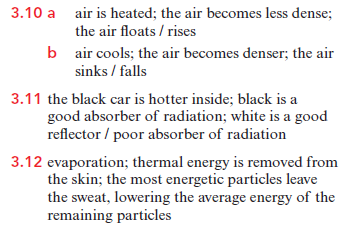 3.10 a air is heated; the air becomes less dense;
the air floats / rises
b air cools; the air becomes denser; the air
sinks / falls
3.11 the black car is hotter inside; black is a
good absorber of radiation; white is a good
reflector / poor absorber of radiation
3.12 evaporation; thermal energy is removed from
the skin; the most energetic particles leave
the sweat, lowering the average energy of the
remaining particles